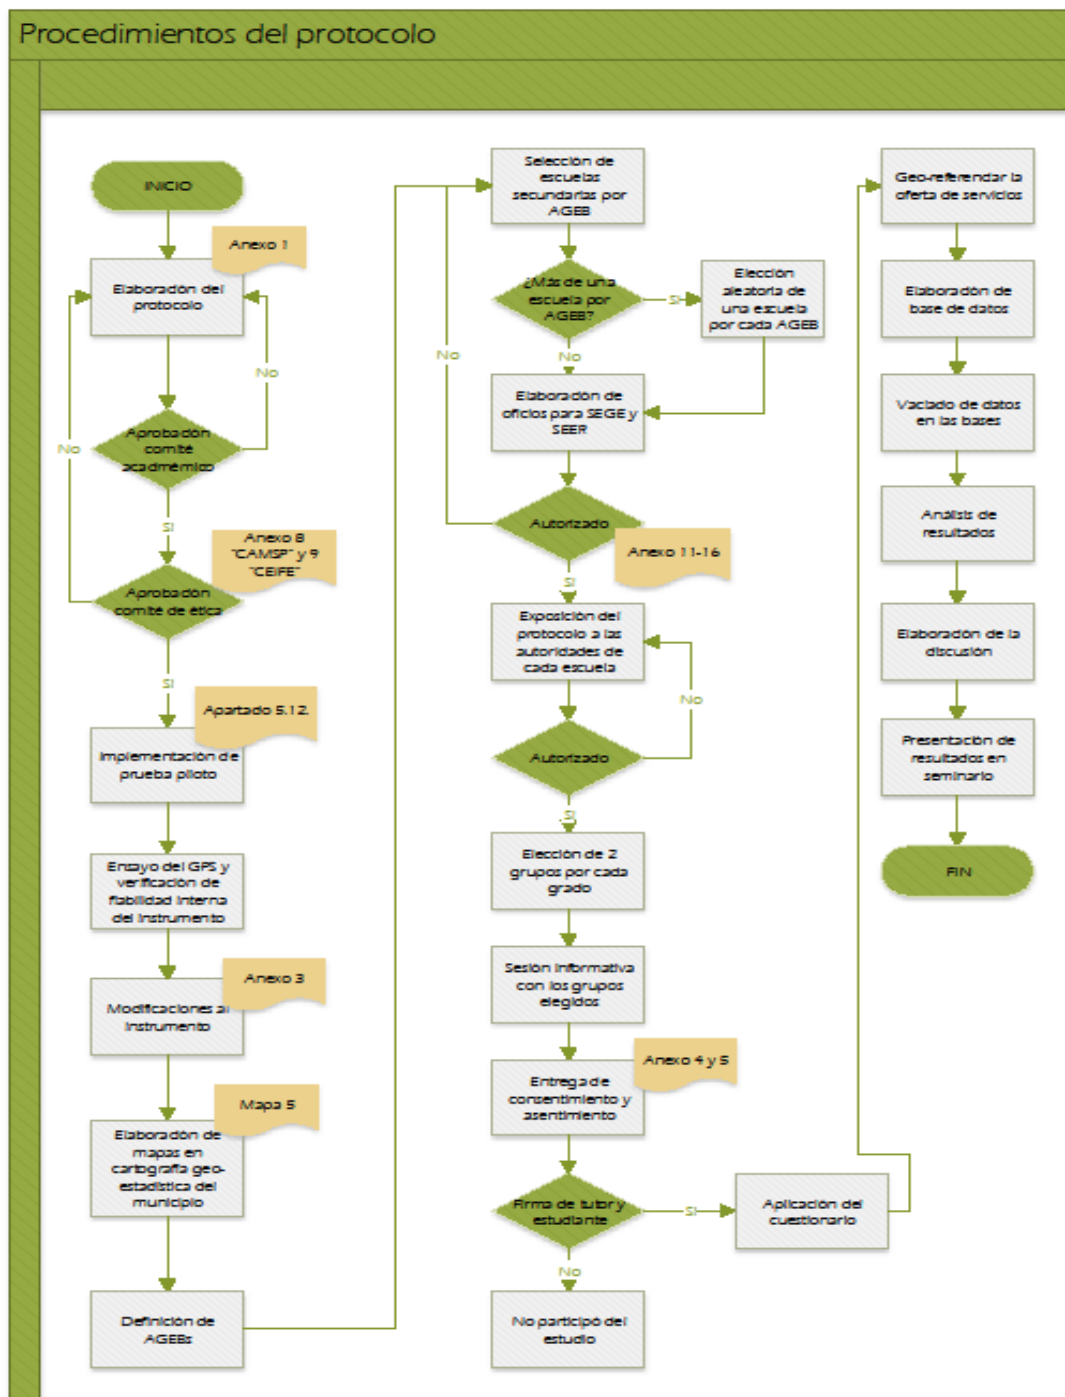 Procedimientos del protocolo
INICIO
Anexo 1
Elaboración del
protocolo
No
Aprobación
comité
académico
No
Si
Anexo 8
"CAMSP" y 9
"CEIFE"
Aprobación
comité de ética
Si
Apartado 5.12.
Implementación de
prueba piloto
Ensayo del GPS y
verificación de
fiabilidad interna
del instrumento
Anexo 3
Modificaciones al
instrumento
Mapa 5
Elaboración de
mapas en
cartografía geo-
estadística del
municipio
Definición de
AGEBs
Selección de
escuelas
secundarias por
AGEB
¿Más de una
escuela por
AGEB?
Si
Elección
aleatoria de
una escuela
por cada AGEB
No
No
Elaboración de
oficios para SEGE y
SEER
Autorizado
Anexo 11-16
Si
Exposición del
protocolo a las
autoridades de
cada escuela
No
Autorizado
Si
Elección de 2
grupos por cada
grado
Sesión informativa
con los grupos
elegidos
Anexo 4 y 5
Entrega de
consentimiento y
asentimiento
Firma de tutor y
estudiante
Si
Aplicación del
cuestionario
No
No participó del
estudio
Geo-referenciar la
oferta de servicios
Elaboración de
base de datos
Vaciado de datos
en las bases
Análisis de
resultados
Elaboración de la
discusión
Presentación de
resultados en
seminario
FIN